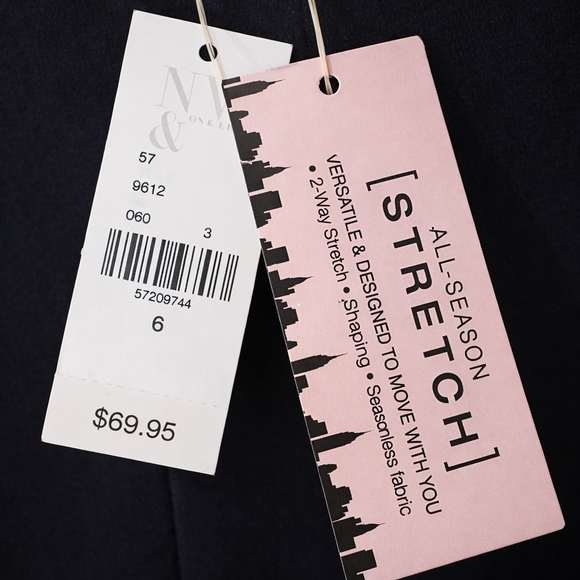 NY
&
57
9612
060
3
57209744
6
$69.95
ALL-SEASON
[STRETCH]
VERSATILE & DESIGNED TO MOVE WITH YOU
• 2-Way Stretch • Shaping • Seasonless fabric